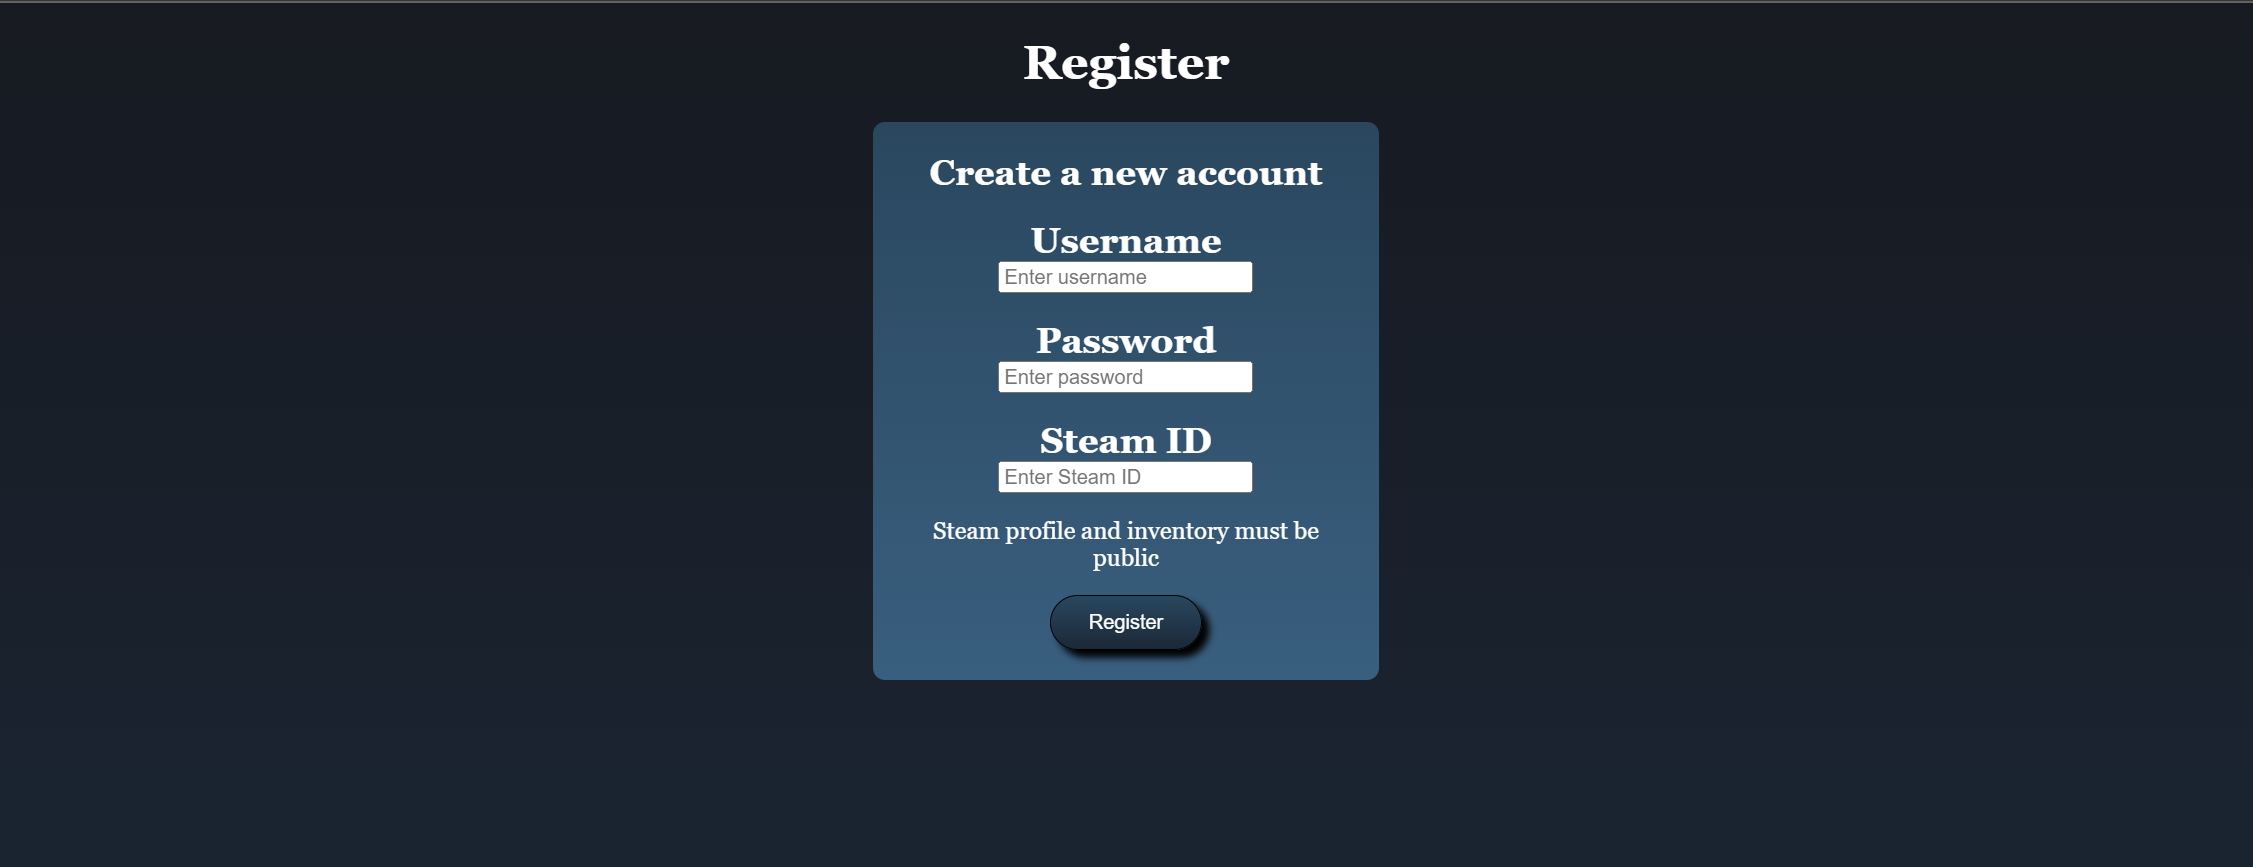 Register
Create a new account
Username
Enter username
Password
Enter password
Steam ID
Enter Steam ID
Steam profile and inventory must be
public
Register